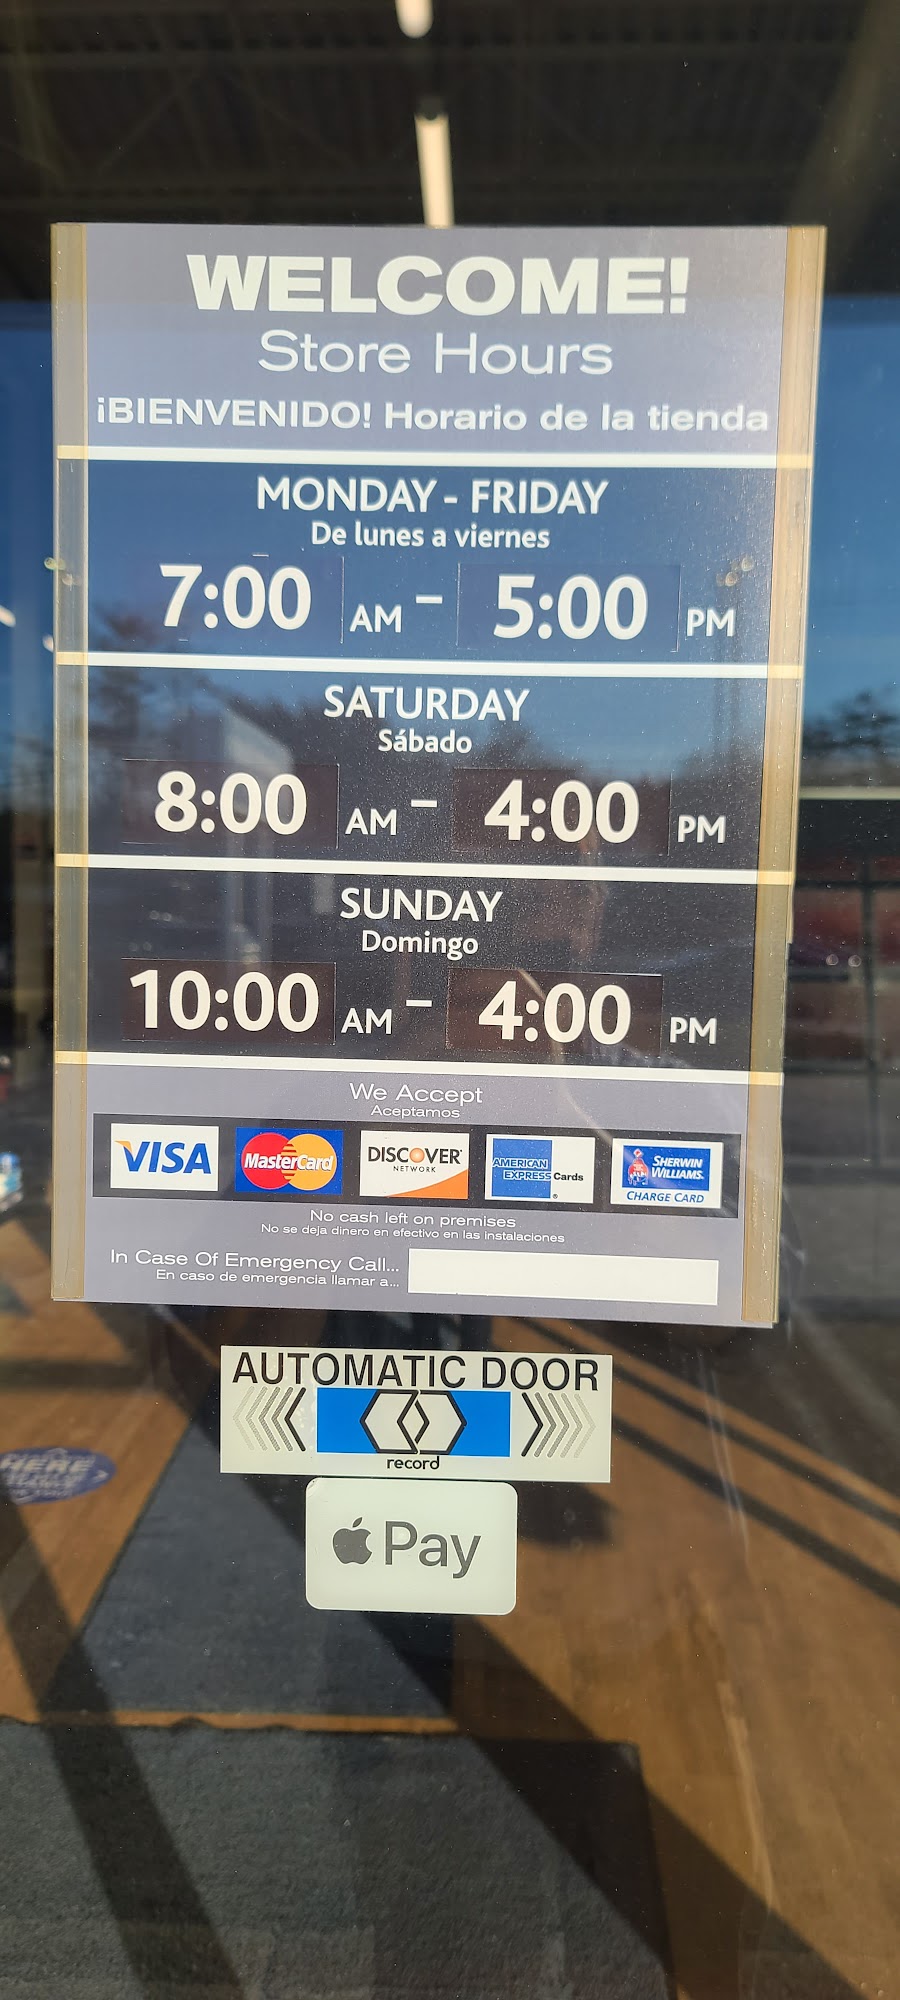 WELCOME!
Store Hours
¡BIENVENIDO! Horario de la tienda
MONDAY - FRIDAY
De lunes a viernes
7:00 AM - 5:00 PM
SATURDAY
Sábado
8:00 AM - 4:00 PM
SUNDAY
Domingo
10:00 AM - 4:00 PM
We Accept
Aceptamos
VISA
MasterCard
DISCOVER
NETWORK
AMERICAN
EXPRESS Cards
SHERWIN
WILLIAMS.
CHARGE CARD
No cash left on premises
No se deja dinero en efectivo en las instalaciones
In Case Of Emergency Call...
En caso de emergencia llamar a...
AUTOMATIC DOOR
record
Pay
HERE